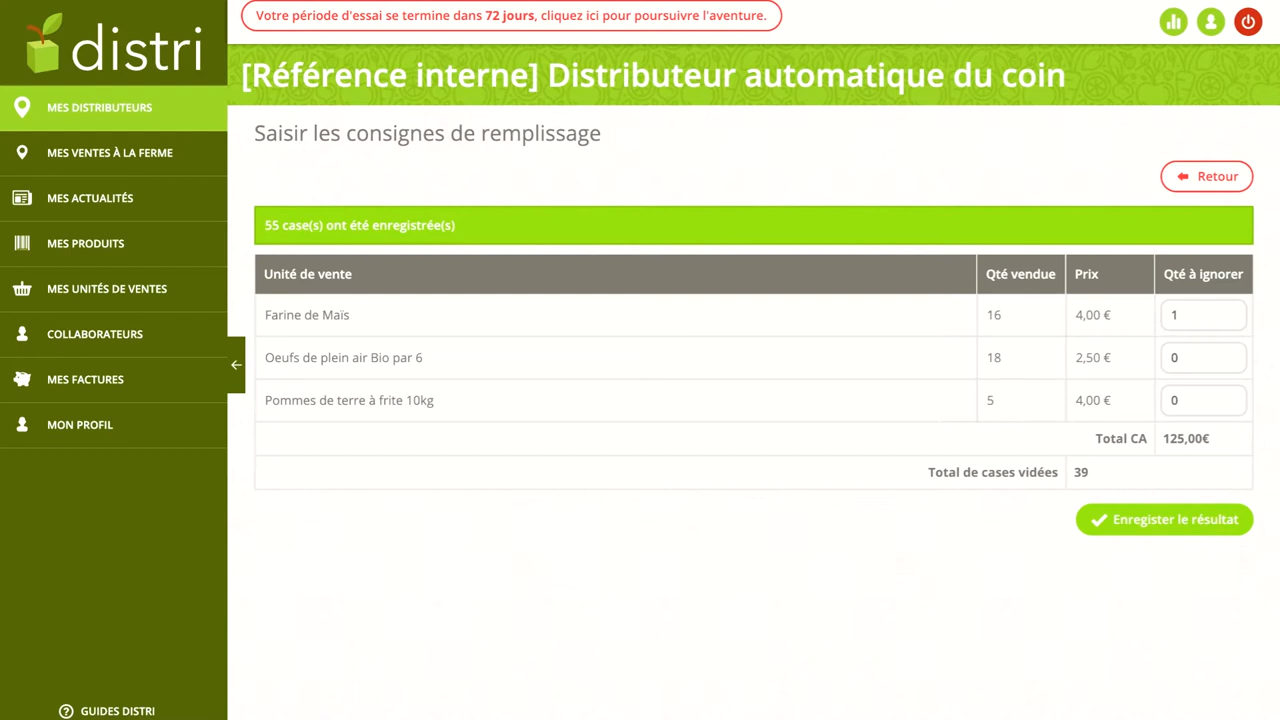 Votre période d'essai se termine dans 72 jours, cliquez ici pour poursuivre l'aventure.
distri
[Référence interne] Distributeur automatique du coin
MES DISTRIBUTEURS
MES VENTES À LA FERME
MES ACTUALITÉS
MES PRODUITS
MES UNITÉS DE VENTES
COLLABORATEURS
MES FACTURES
MON PROFIL
GUIDES DISTRI
Saisir les consignes de remplissage
Retour
55 case(s) ont été enregistrée(s)
Unité de vente Qté vendue Prix Qté à ignorer
Farine de Maïs 16 4,00 € 1
Oeufs de plein air Bio par 6 18 2,50 € 0
Pommes de terre à frite 10kg 5 4,00 € 0
Total CA 125,00€
Total de cases vidées 39
Enregister le résultat